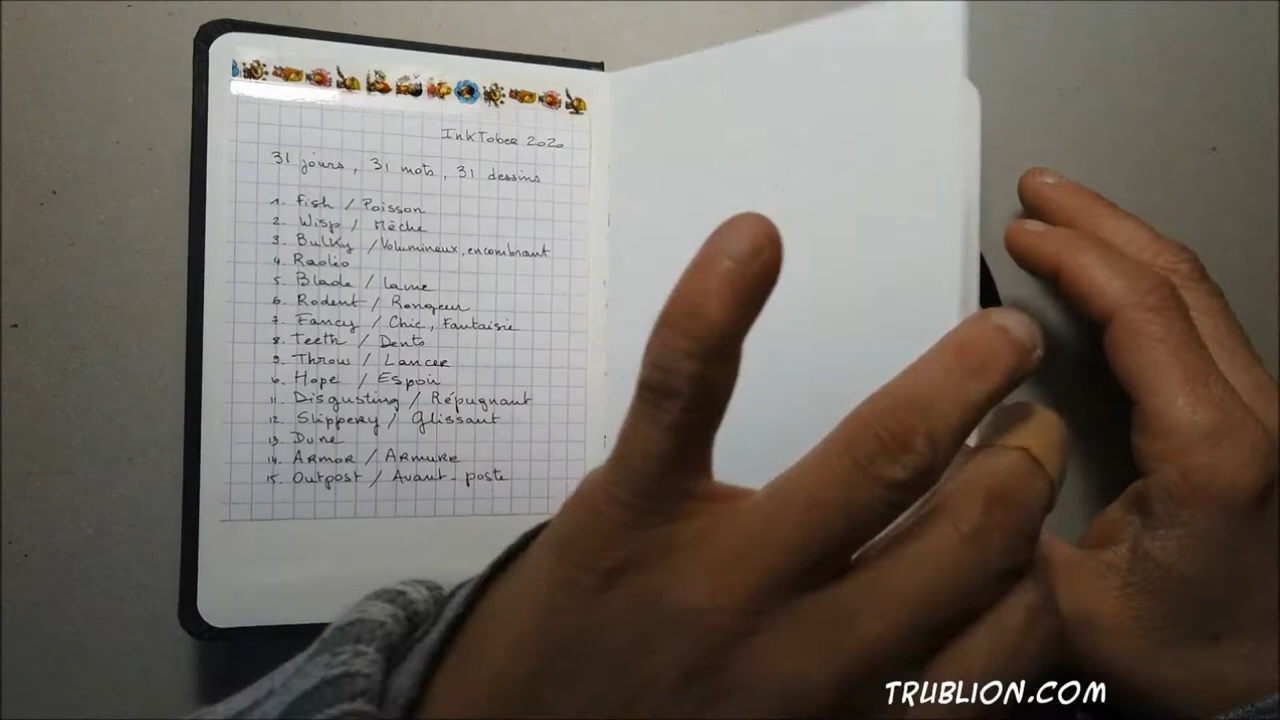 InkTober 2020
31 jours, 31 mots, 31 dessins
1. Fish / Poisson
2. Wisp / Mèche
3. Bulky / Volumineux, encombrant
4. Radio
5. Blade / Lame
6. Rodent / Rongeur
7. Fancy / Chic, Fantaisie
8. Teeth / Dents
9. Throw / Lancer
10. Hope / Espoir
11. Disgusting / Répugnant
12. Slippery / Glissant
13. Dune
14. Armor / Armure
15. Outpost / Avant-poste
TRUBLION.COM